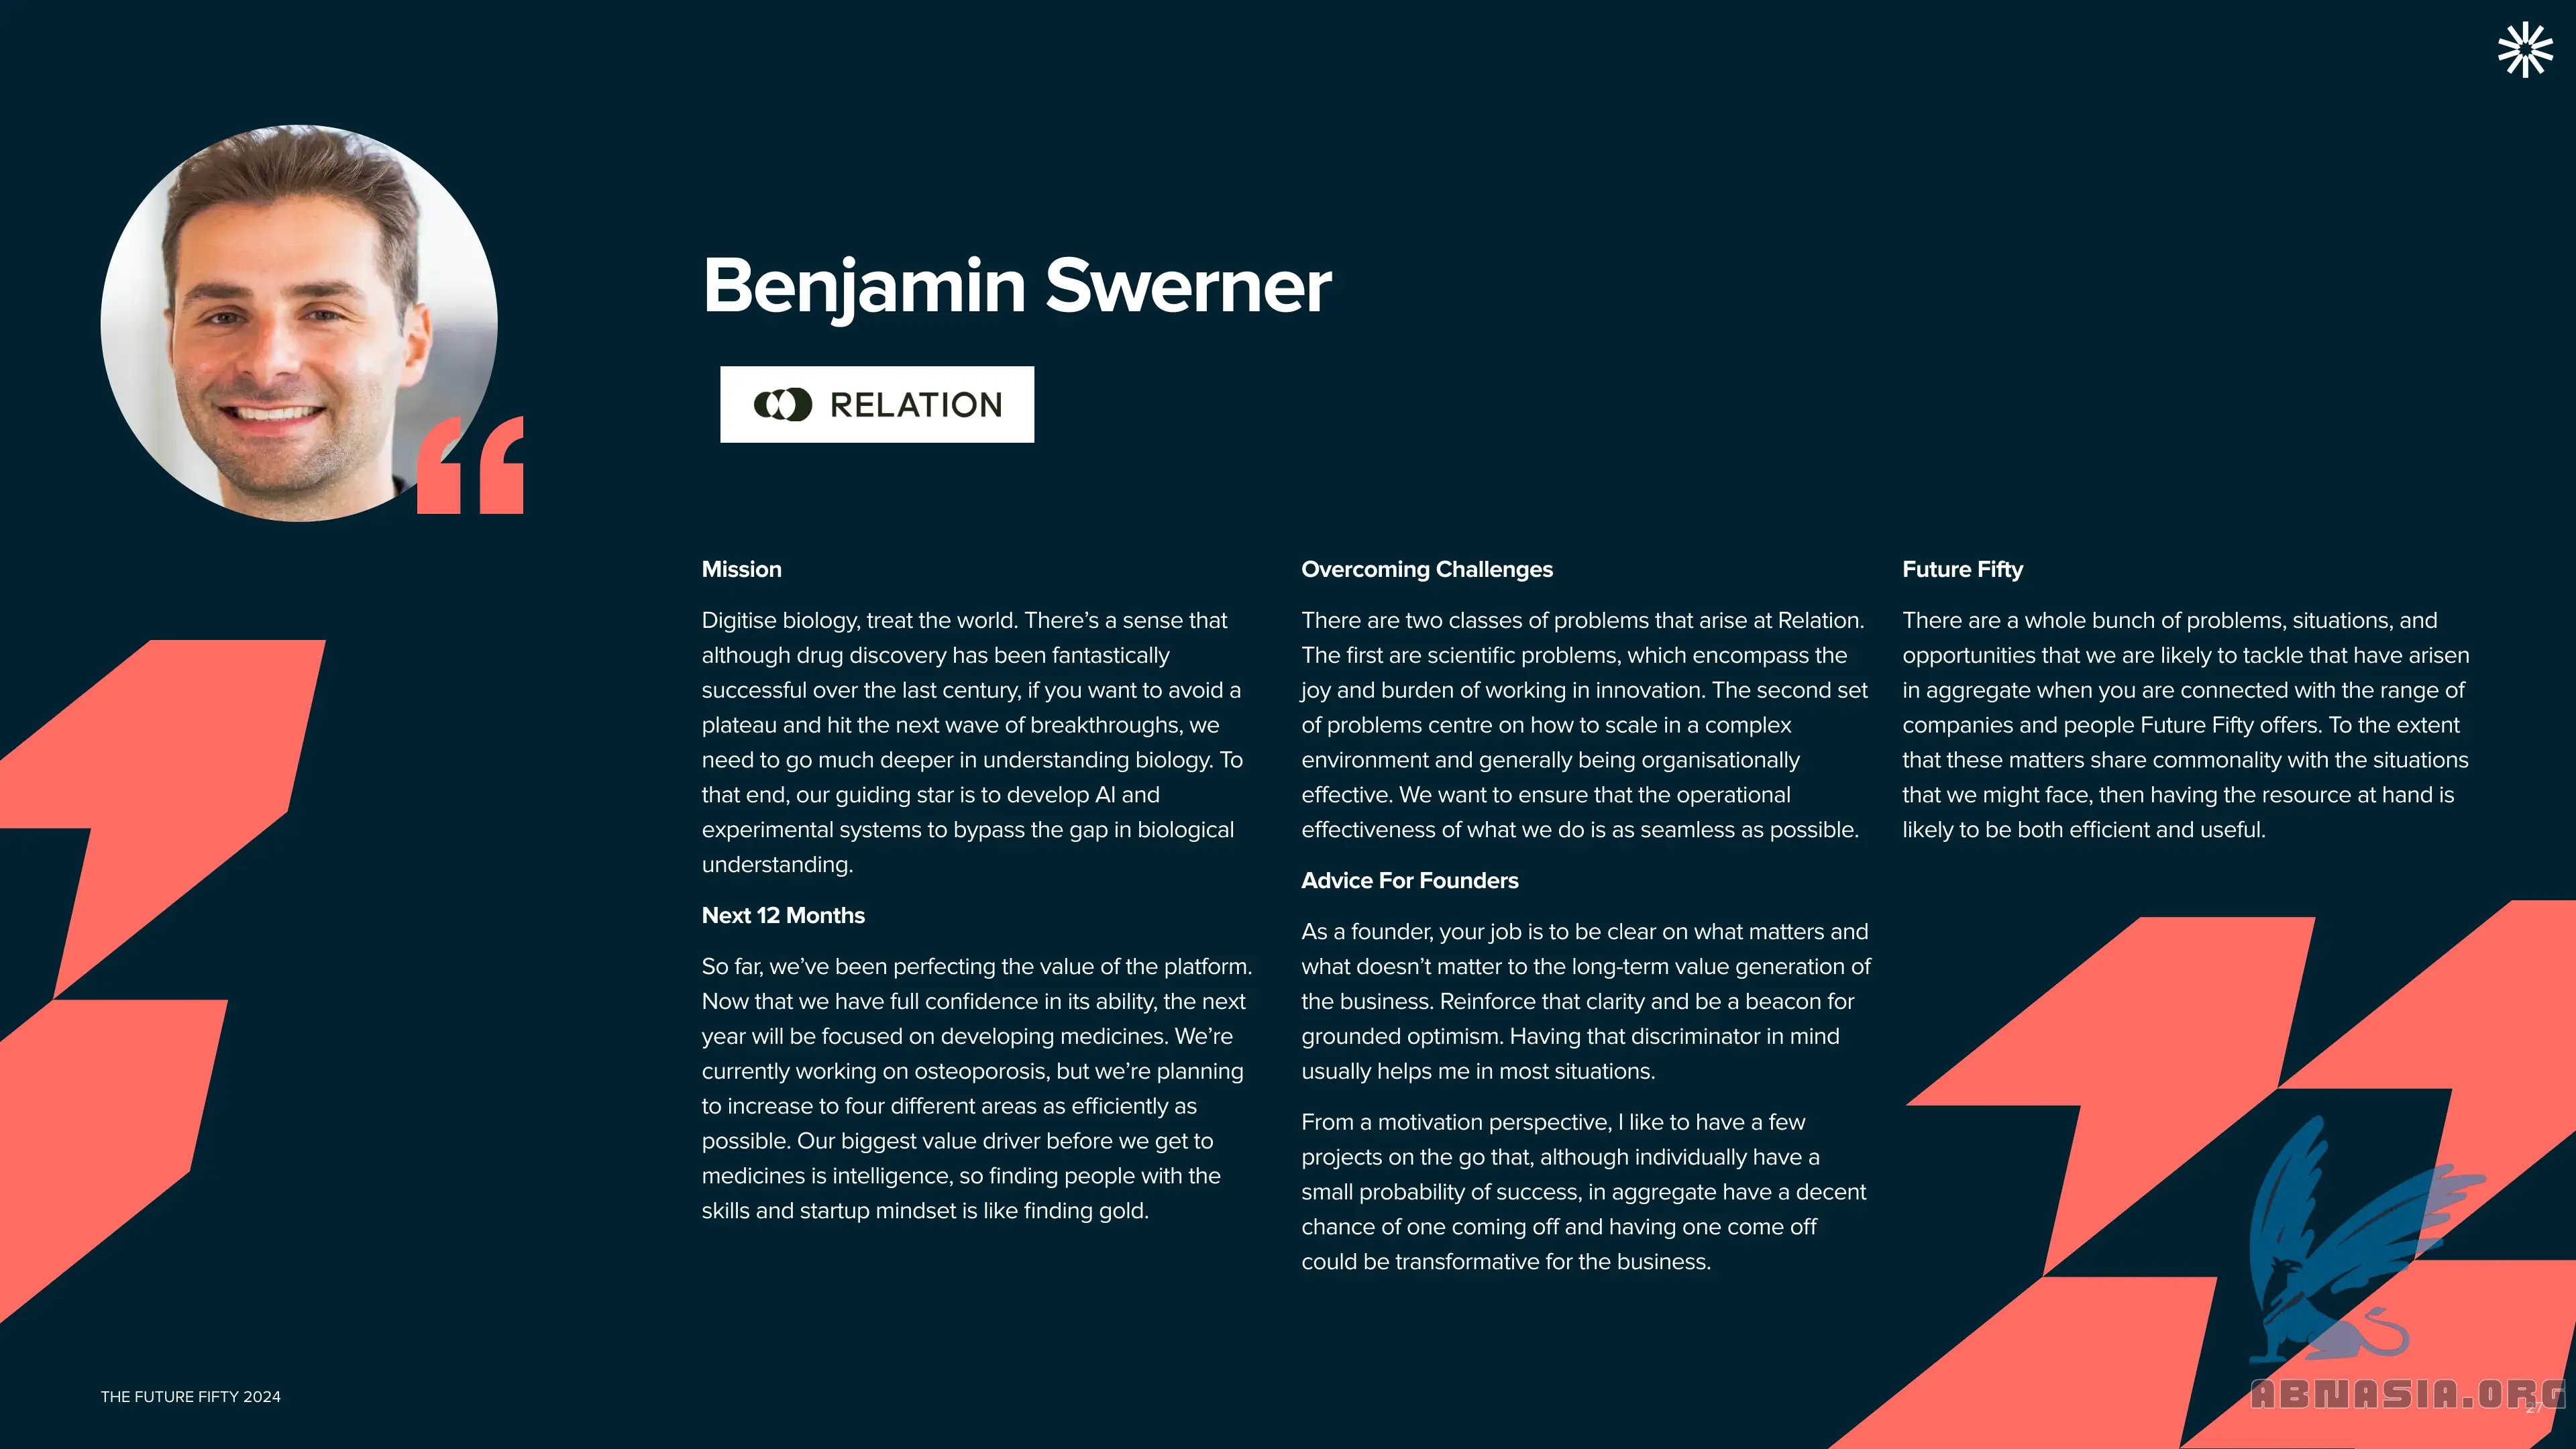 Benjamin Swerner
RELATION
Mission
Digitise biology, treat the world. There’s a sense that
although drug discovery has been fantastically
successful over the last century, if you want to avoid a
plateau and hit the next wave of breakthroughs, we
need to go much deeper in understanding biology. To
that end, our guiding star is to develop AI and
experimental systems to bypass the gap in biological
understanding.
Next 12 Months
So far, we’ve been perfecting the value of the platform.
Now that we have full confidence in its ability, the next
year will be focused on developing medicines. We’re
currently working on osteoporosis, but we’re planning
to increase to four different areas as efficiently as
possible. Our biggest value driver before we get to
medicines is intelligence, so finding people with the
skills and startup mindset is like finding gold.
Overcoming Challenges
There are two classes of problems that arise at Relation.
The first are scientific problems, which encompass the
joy and burden of working in innovation. The second set
of problems centre on how to scale in a complex
environment and generally being organisationally
effective. We want to ensure that the operational
effectiveness of what we do is as seamless as possible.
Advice For Founders
As a founder, your job is to be clear on what matters and
what doesn’t matter to the long-term value generation of
the business. Reinforce that clarity and be a beacon for
grounded optimism. Having that discriminator in mind
usually helps me in most situations.
From a motivation perspective, I like to have a few
projects on the go that, although individually have a
small probability of success, in aggregate have a decent
chance of one coming off and having one come off
could be transformative for the business.
Future Fifty
There are a whole bunch of problems, situations, and
opportunities that we are likely to tackle that have arisen
in aggregate when you are connected with the range of
companies and people Future Fifty offers. To the extent
that these matters share commonality with the situations
that we might face, then having the resource at hand is
likely to be both efficient and useful.
THE FUTURE FIFTY 2024
ABNASIA.ORG
27